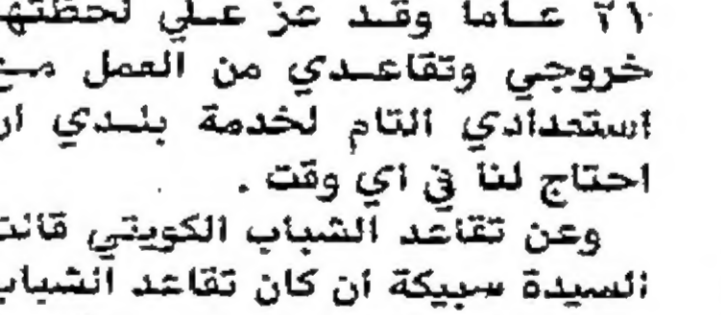 ٢١ عاما وقد عز علي لحظتها
خروجي وتقاعدي من العمل مع
استعدادي التام لخدمة بلدي ان
احتاج لنا في أي وقت .
وعن تقاعد الشباب الكويتي قالت
السيدة سبيكة ان كان تقاعد الشباب